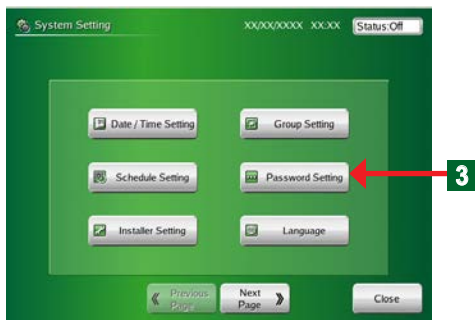 System Setting XX/XX/XXXX XX:XX Status:Off
Date / Time Setting Group Setting
Schedule Setting Password Setting 3
Installer Setting Language
Previous Page Next Page Close